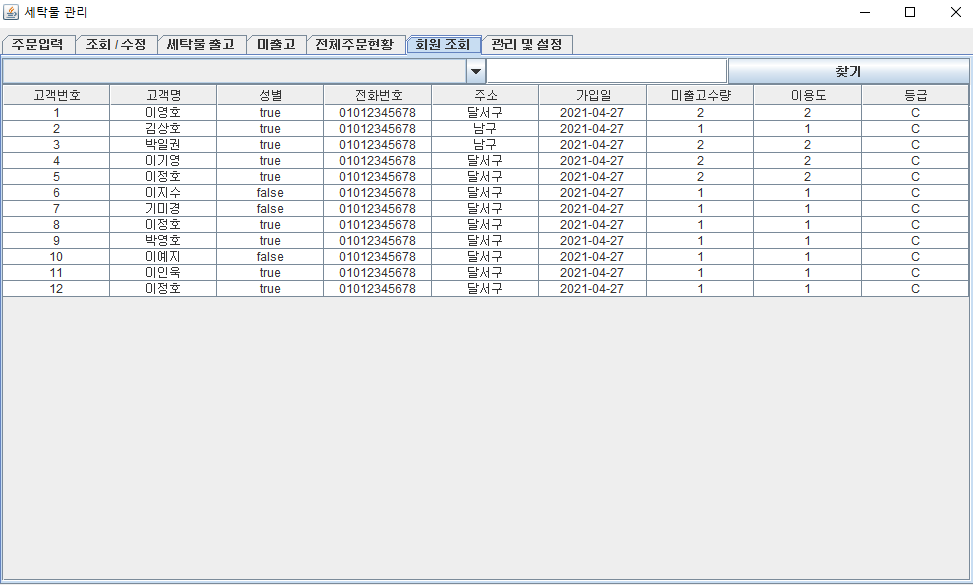 세탁물 관리
주문입력 조회 / 수정 세탁물 출고 미출고 전체주문현황 회원 조회 관리 및 설정
찾기
고객번호 고객명 성별 전화번호 주소 가입일 미출고수량 이용도 등급
1 이영호 true 01012345678 달서구 2021-04-27 2 2 C
2 김상호 true 01012345678 남구 2021-04-27 1 1 C
3 박일권 true 01012345678 남구 2021-04-27 2 2 C
4 이기영 true 01012345678 달서구 2021-04-27 2 2 C
5 이정호 true 01012345678 달서구 2021-04-27 2 2 C
6 이지수 false 01012345678 달서구 2021-04-27 1 1 C
7 기미경 false 01012345678 달서구 2021-04-27 1 1 C
8 이정호 true 01012345678 달서구 2021-04-27 1 1 C
9 박영호 true 01012345678 달서구 2021-04-27 1 1 C
10 이예지 false 01012345678 달서구 2021-04-27 1 1 C
11 이인욱 true 01012345678 달서구 2021-04-27 1 1 C
12 이정호 true 01012345678 달서구 2021-04-27 1 1 C